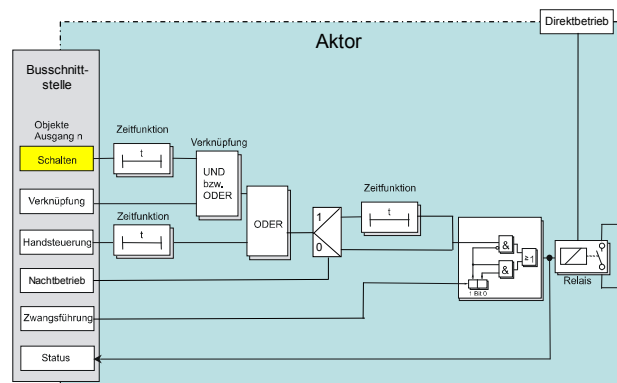 Direktbetrieb
Aktor
Busschnitt-
stelle
Objekte
Ausgang n
Zeitfunktion
Verknüpfung
Schalten
t
UND
bzw.
ODER
Zeitfunktion
Verknüpfung
t
1
ODER
Zeitfunktion
Handsteuerung
t
0
&
≥1
&
Nachtbetrieb
Relais
1 Bit 0
Zwangsführung
Status